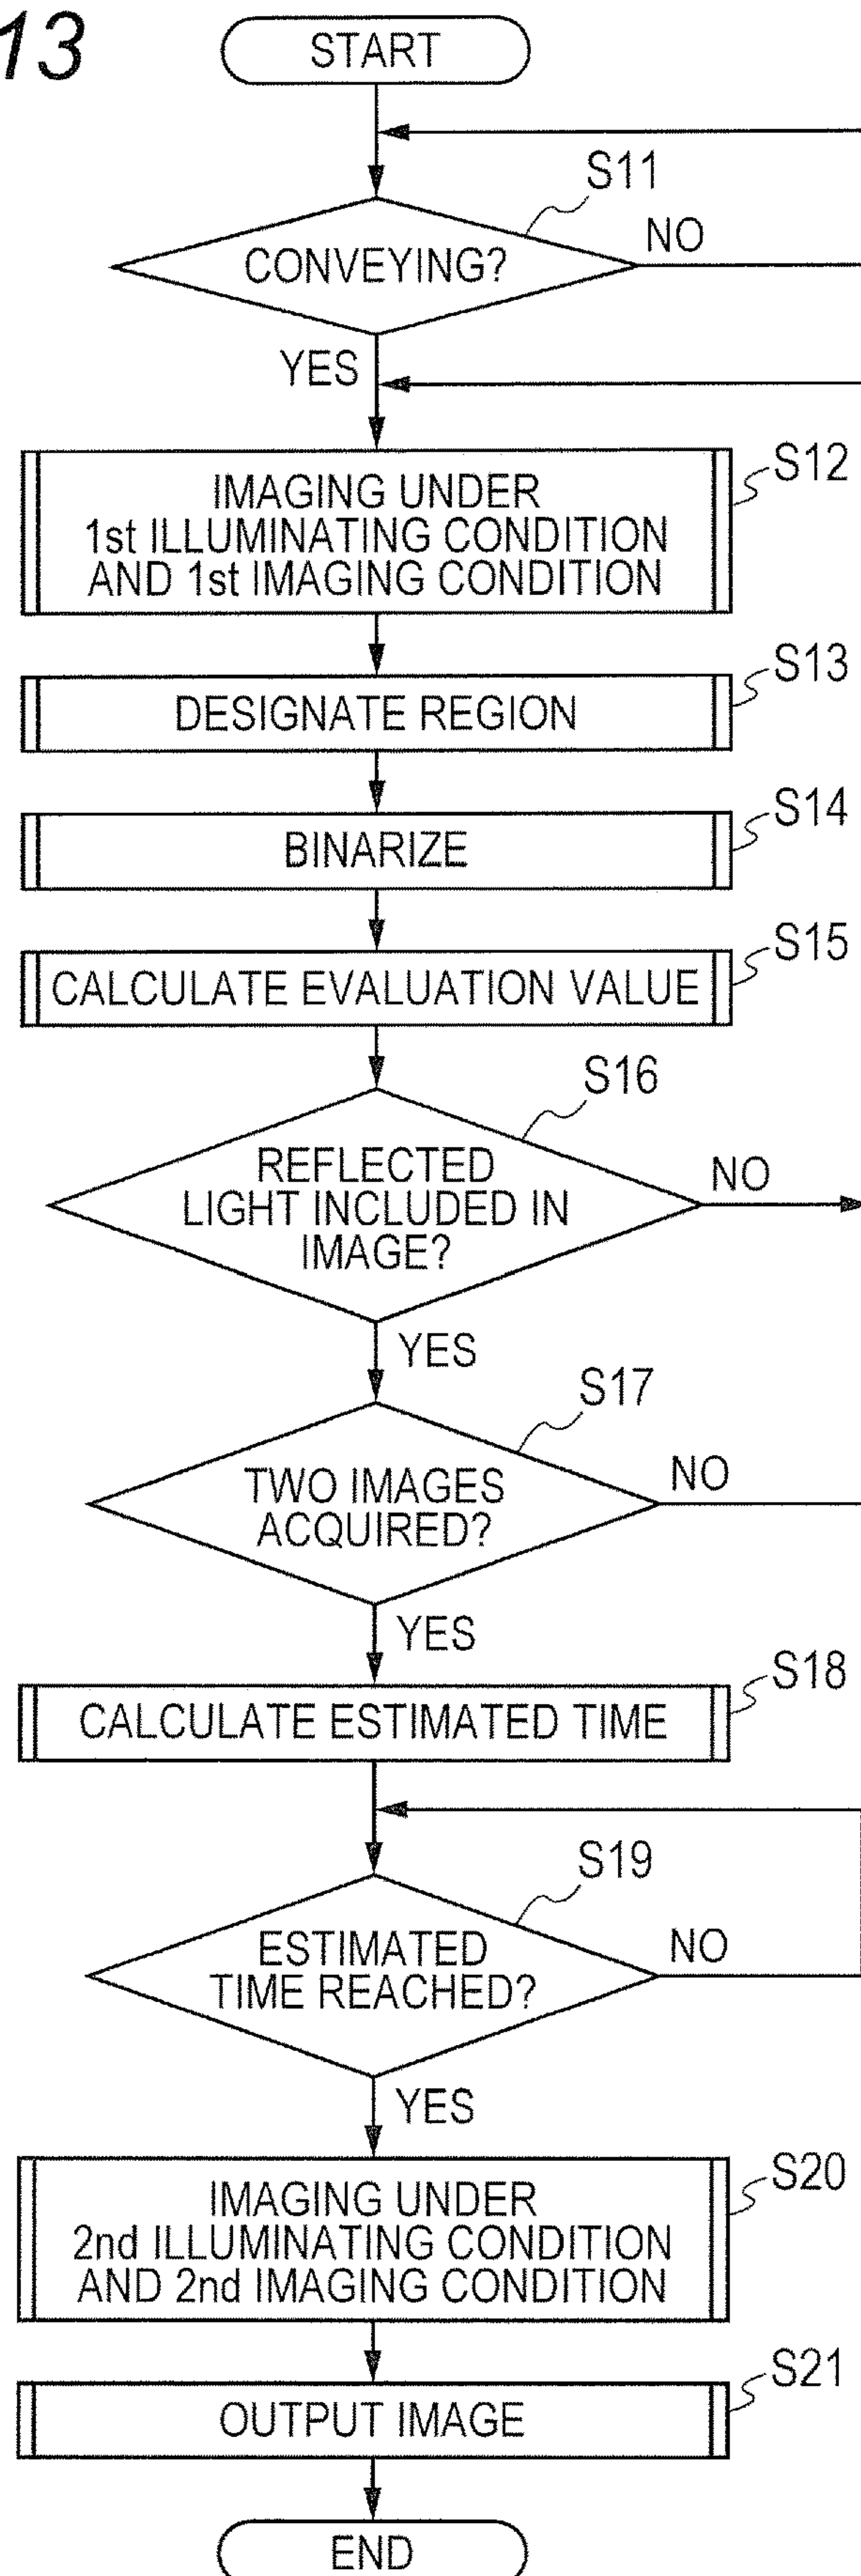 13
START
S11
CONVEYING?
NO
YES
S12
IMAGING UNDER
1st ILLUMINATING CONDITION
AND 1st IMAGING CONDITION
S13
DESIGNATE REGION
S14
BINARIZE
S15
CALCULATE EVALUATION VALUE
S16
REFLECTED
LIGHT INCLUDED IN
IMAGE?
NO
YES
S17
TWO IMAGES
ACQUIRED?
NO
YES
S18
CALCULATE ESTIMATED TIME
S19
ESTIMATED
TIME REACHED?
NO
YES
S20
IMAGING UNDER
2nd ILLUMINATING CONDITION
AND 2nd IMAGING CONDITION
S21
OUTPUT IMAGE
END